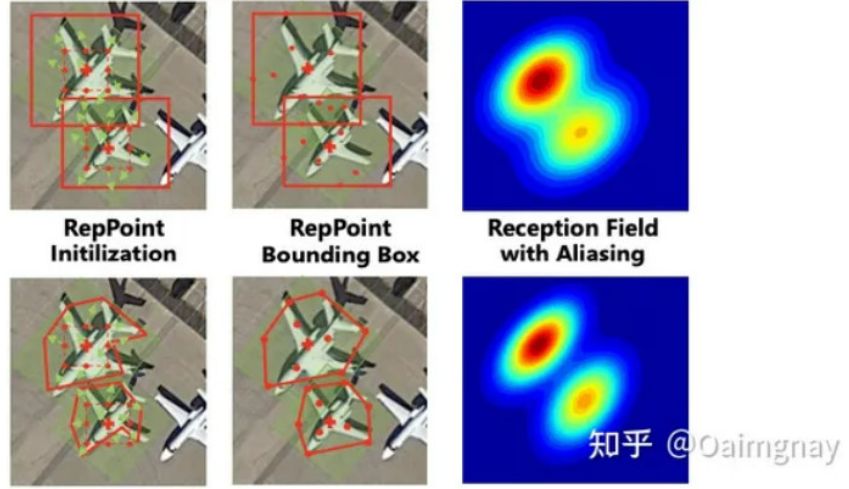 RepPoint
Initilization
RepPoint
Bounding Box
Reception Field
with Aliasing
知乎 @Oaimgnay